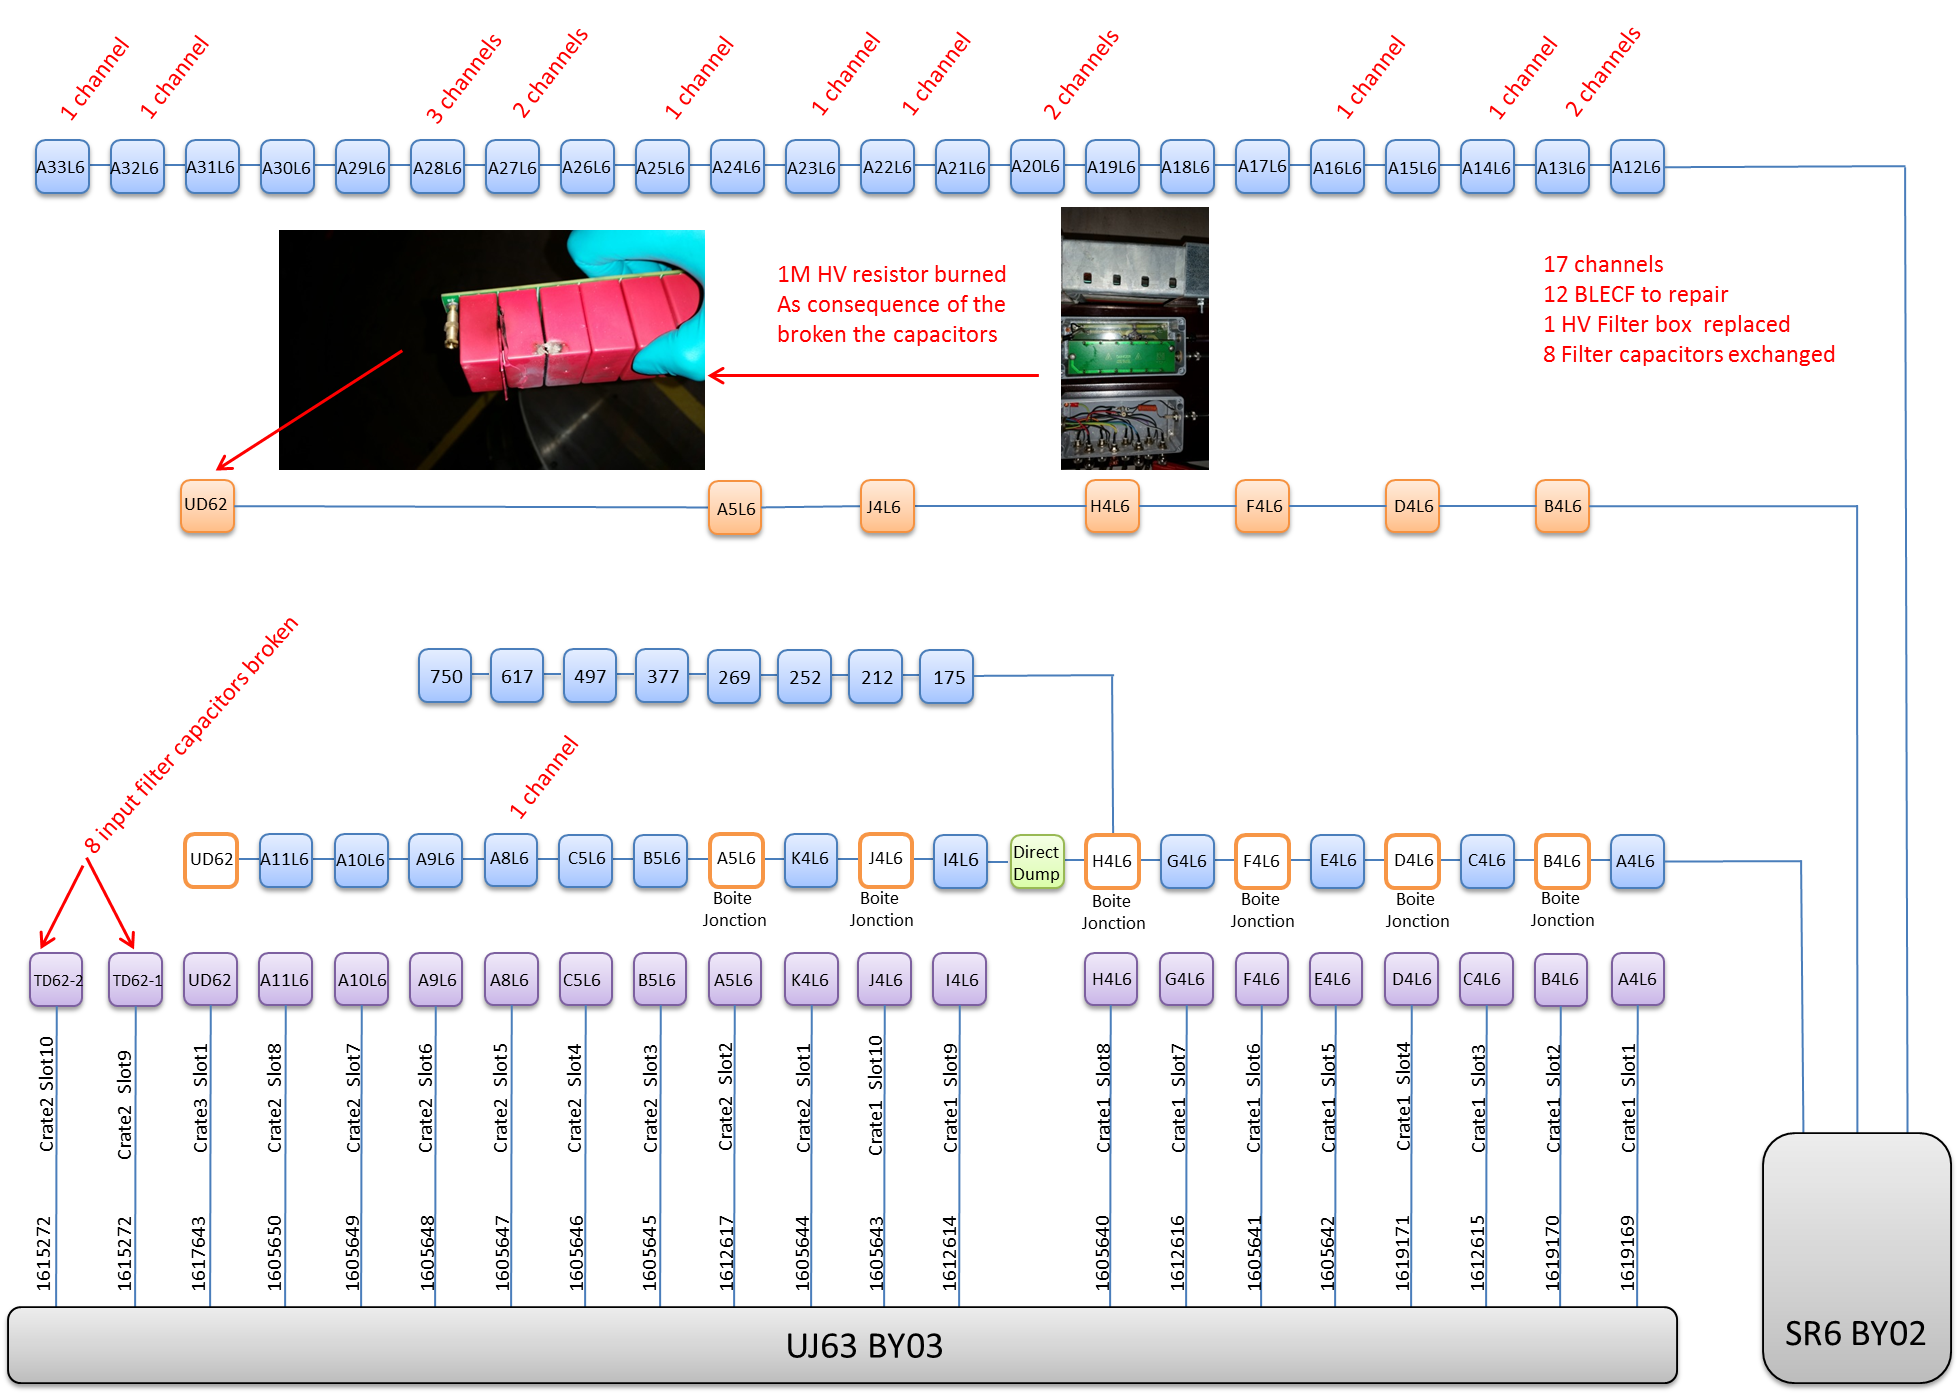 1 channel
1 channel
3 channels
2 channels
1 channel
1 channel
1 channel
2 channels
1 channel
1 channel
2 channels
A33L6
A32L6
A31L6
A30L6
A29L6
A28L6
A27L6
A26L6
A25L6
A24L6
A23L6
A22L6
A21L6
A20L6
A19L6
A18L6
A17L6
A16L6
A15L6
A14L6
A13L6
A12L6
1M HV resistor burned
As consequence of the
broken the capacitors
17 channels
12 BLECF to repair
1 HV Filter box replaced
8 Filter capacitors exchanged
UD62
A5L6
J4L6
H4L6
F4L6
D4L6
B4L6
8 input filter capacitors broken
750
617
497
377
269
252
212
175
1 channel
UD62
A11L6
A10L6
A9L6
A8L6
C5L6
B5L6
A5L6
K4L6
J4L6
I4L6
Direct
Dump
H4L6
G4L6
F4L6
E4L6
D4L6
C4L6
B4L6
A4L6
Boite
Jonction
Boite
Jonction
Boite
Jonction
Boite
Jonction
Boite
Jonction
Boite
Jonction
TD62-2
TD62-1
UD62
A11L6
A10L6
A9L6
A8L6
C5L6
B5L6
A5L6
K4L6
J4L6
I4L6
H4L6
G4L6
F4L6
E4L6
D4L6
C4L6
B4L6
A4L6
1615272 Crate2 Slot10
1615272 Crate2 Slot9
1617643 Crate3 Slot1
1605650 Crate2 Slot8
1605649 Crate2 Slot7
1605648 Crate2 Slot6
1605647 Crate2 Slot5
1605646 Crate2 Slot4
1605645 Crate2 Slot3
1612617 Crate2 Slot2
1605644 Crate2 Slot1
1605643 Crate1 Slot10
1612614 Crate1 Slot9
1605640 Crate1 Slot8
1612616 Crate1 Slot7
1605641 Crate1 Slot6
1605642 Crate1 Slot5
1619171 Crate1 Slot4
1612615 Crate1 Slot3
1619170 Crate1 Slot2
1619169 Crate1 Slot1
UJ63 BY03
SR6 BY02